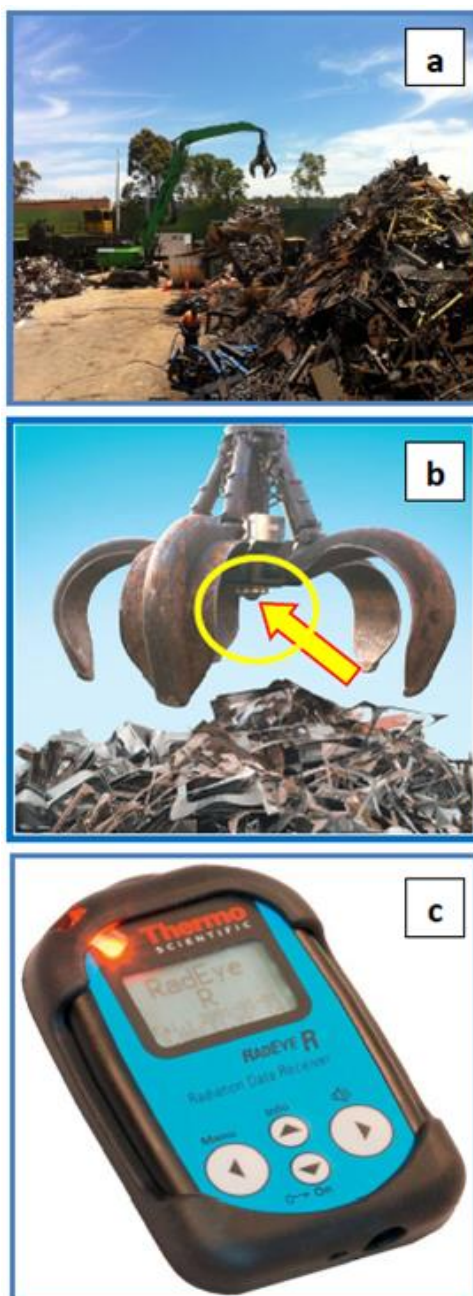 a
b
c
Thermo
SCIENTIFIC
RadEye
R
RADEYE R
Radiation Data Receiver
Info
Menu
On